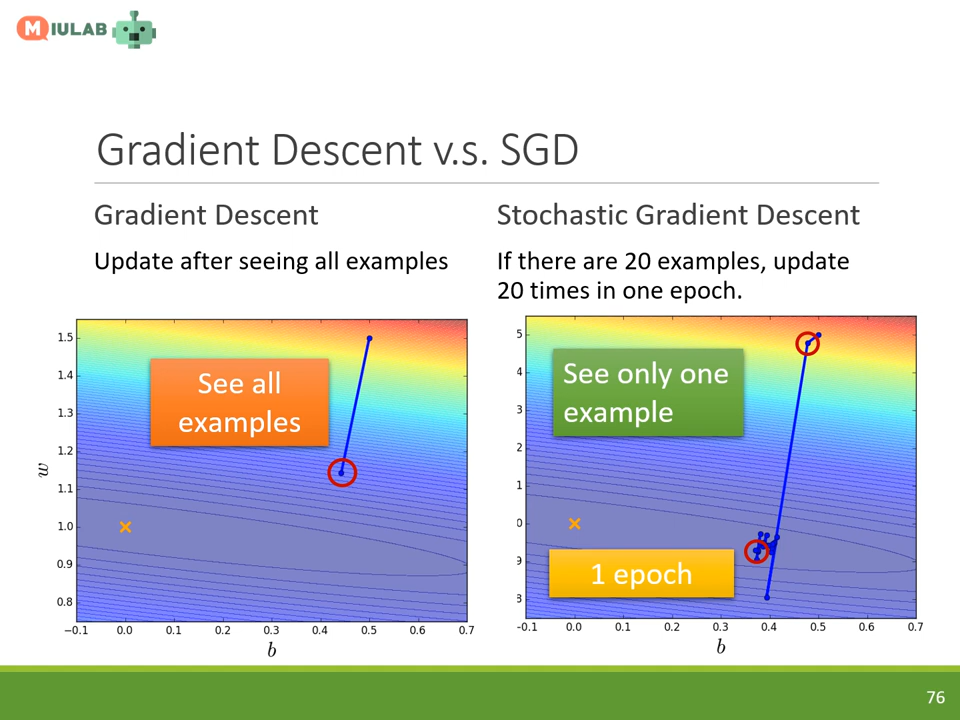 MIULAB
Gradient Descent v.s. SGD
Gradient Descent
Update after seeing all examples
Stochastic Gradient Descent
If there are 20 examples, update
20 times in one epoch.
1.5
1.4
1.3
1.2
1.1
1.0
0.9
0.8
w
See all
examples
−0.1 0.0 0.1 0.2 0.3 0.4 0.5 0.6 0.7
b
5
4
3
2
1
0
9
8
See only one
example
1 epoch
-0.1 0.0 0.1 0.2 0.3 0.4 0.5 0.6 0.7
b
76